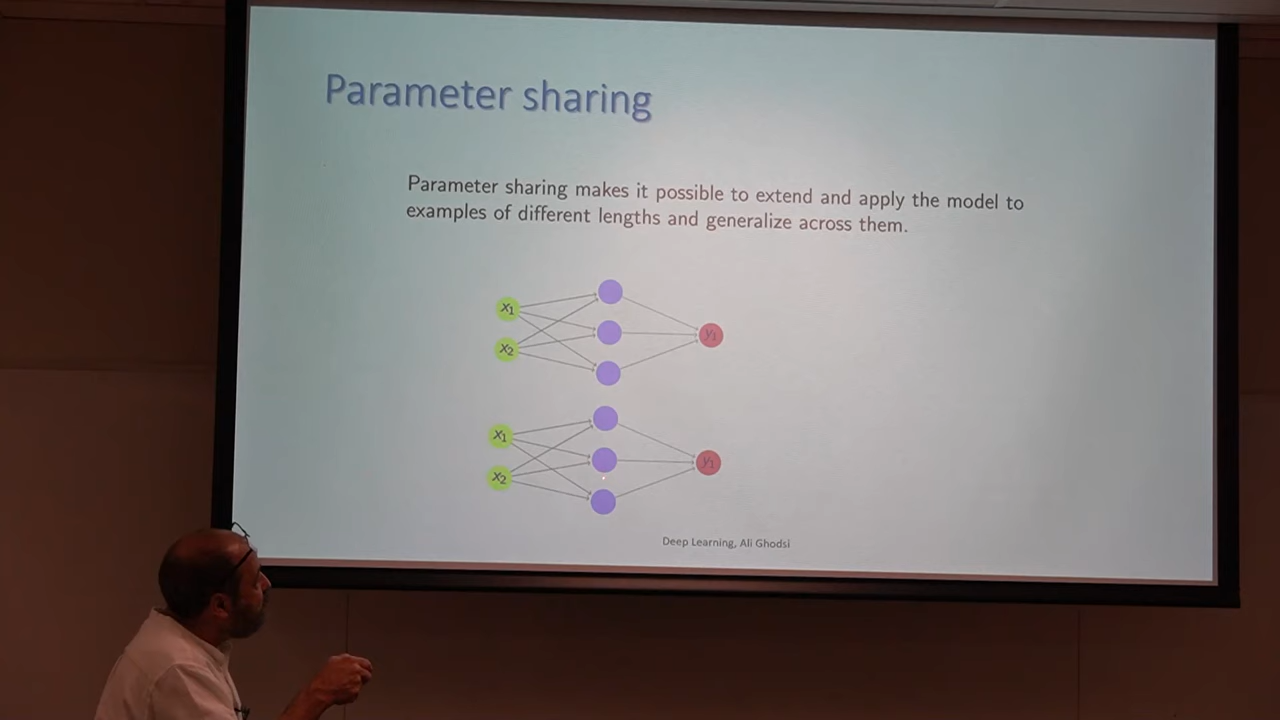 Parameter sharing
Parameter sharing makes it possible to extend and apply the model to
examples of different lengths and generalize across them.
x1
x2
y1
x1
x2
y1
Deep Learning, Ali Ghodsi